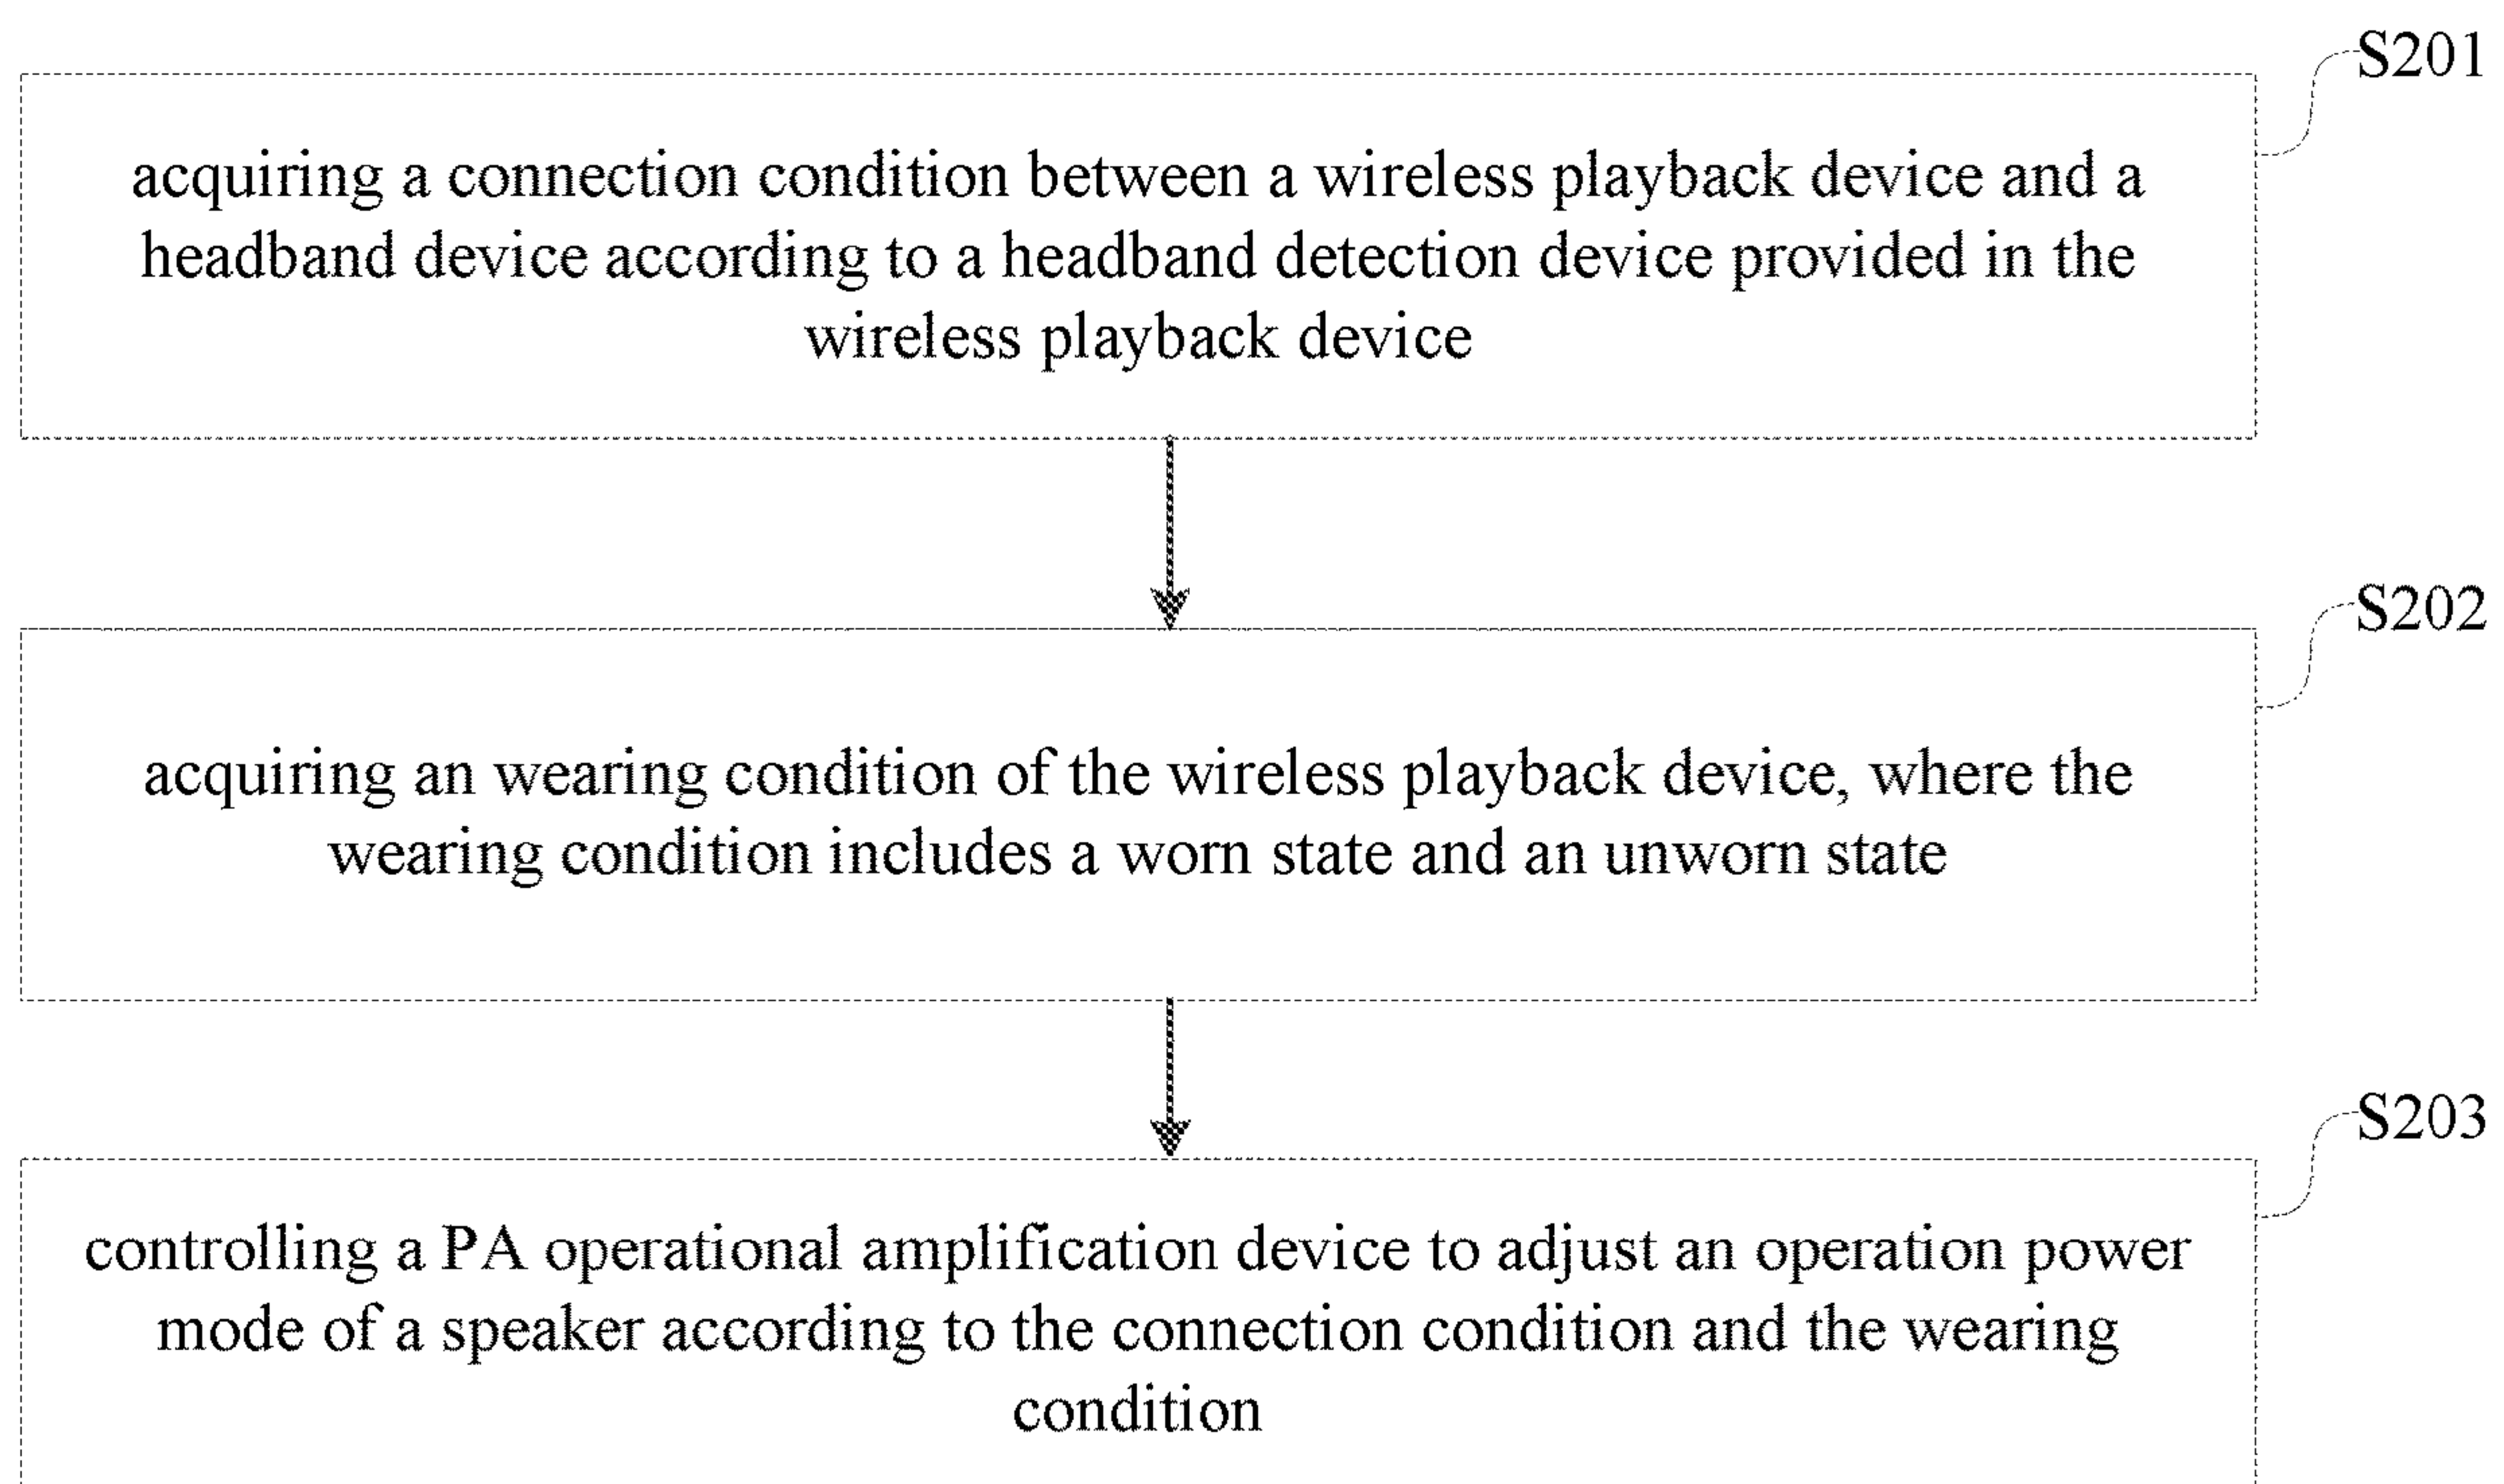 S201
acquiring a connection condition between a wireless playback device and a
headband device according to a headband detection device provided in the
wireless playback device
S202
acquiring an wearing condition of the wireless playback device, where the
wearing condition includes a worn state and an unworn state
S203
controlling a PA operational amplification device to adjust an operation power
mode of a speaker according to the connection condition and the wearing
condition